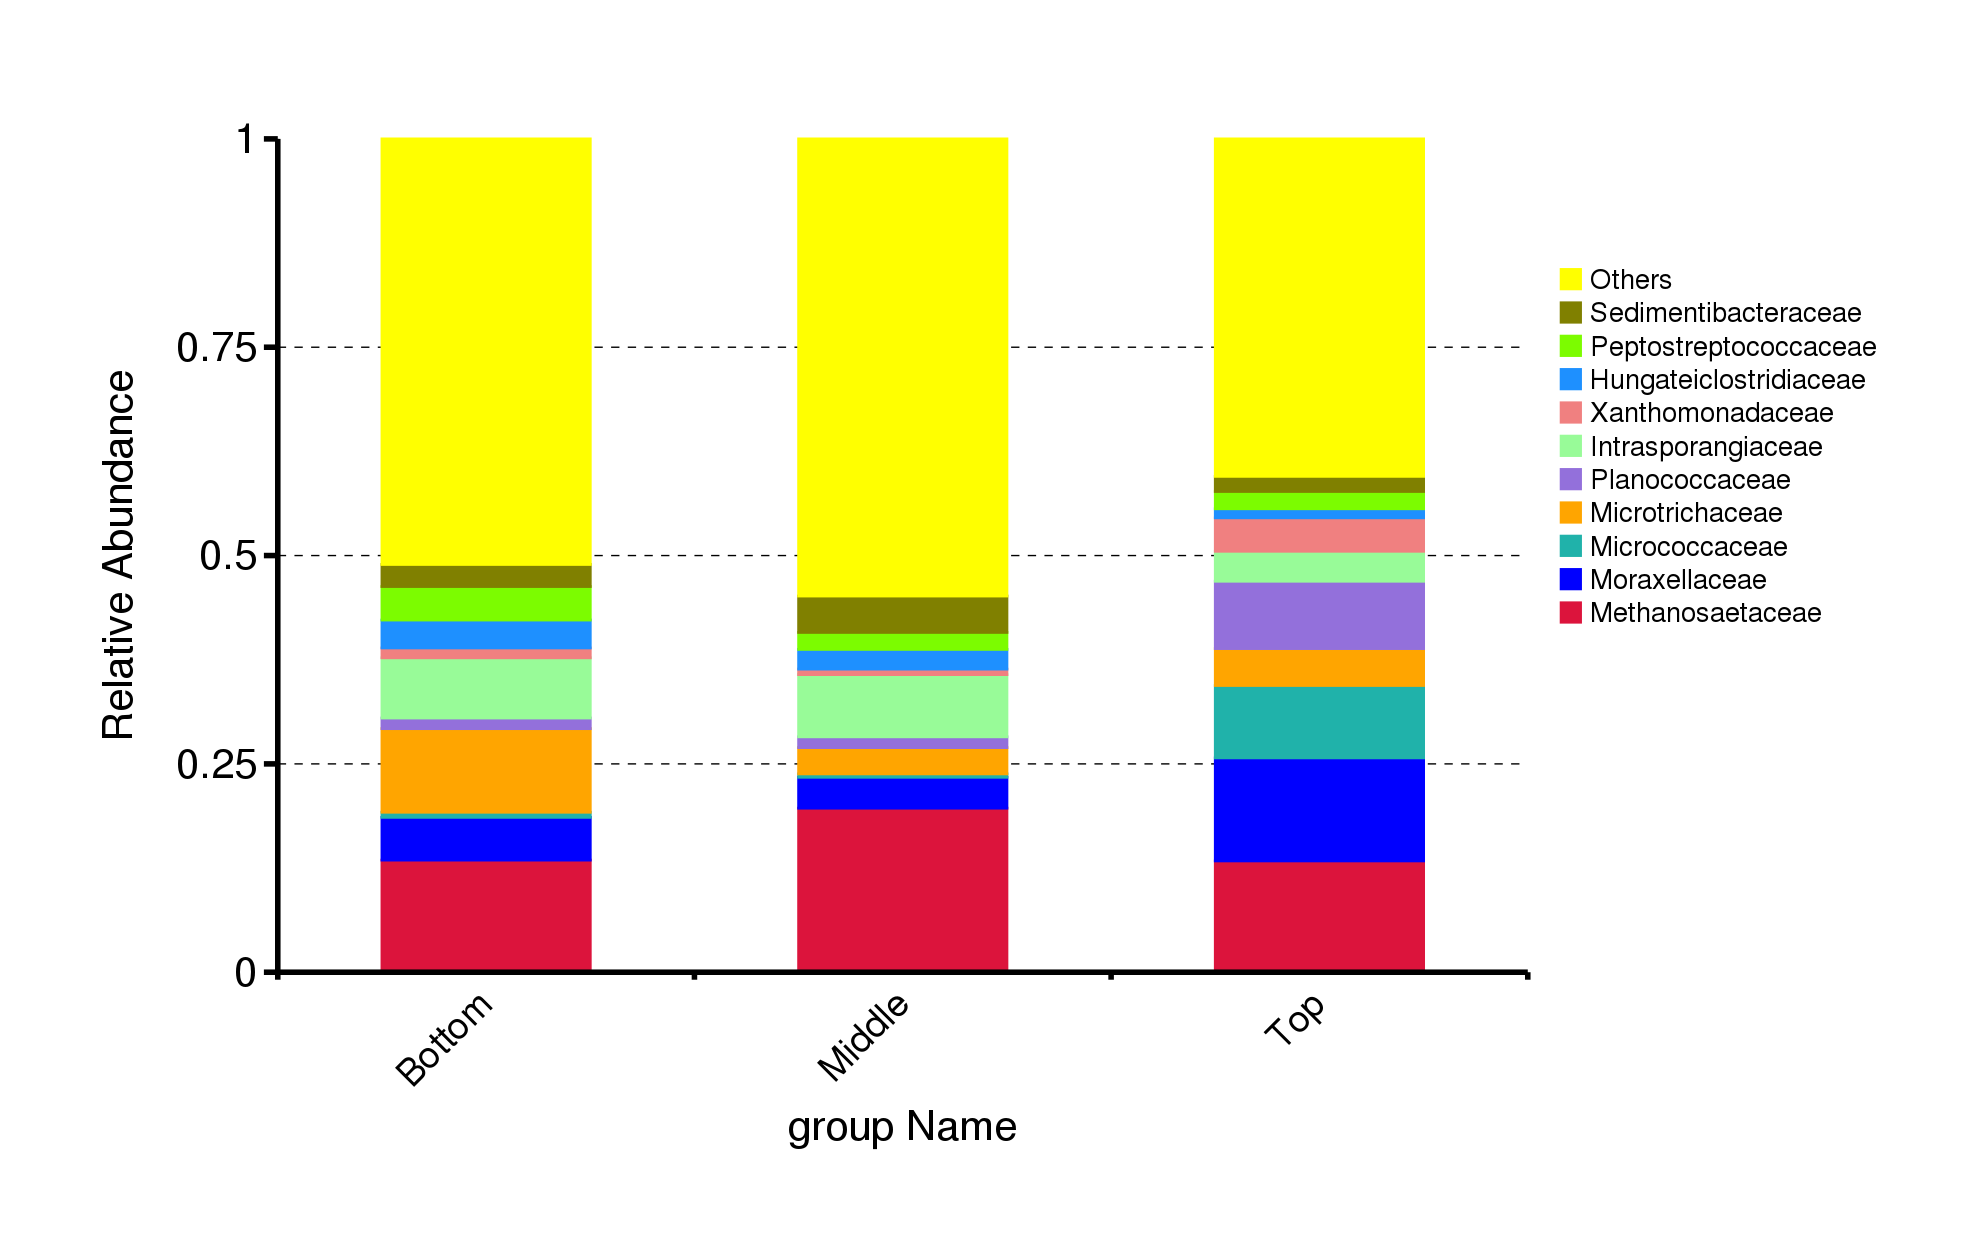 1
0.75
0.5
0.25
0
Relative Abundance
Bottom
Middle
Top
group Name
Others
Sedimentibacteraceae
Peptostreptococcaceae
Hungateiclostridiaceae
Xanthomonadaceae
Intrasporangiaceae
Planococcaceae
Microtrichaceae
Micrococcaceae
Moraxellaceae
Methanosaetaceae